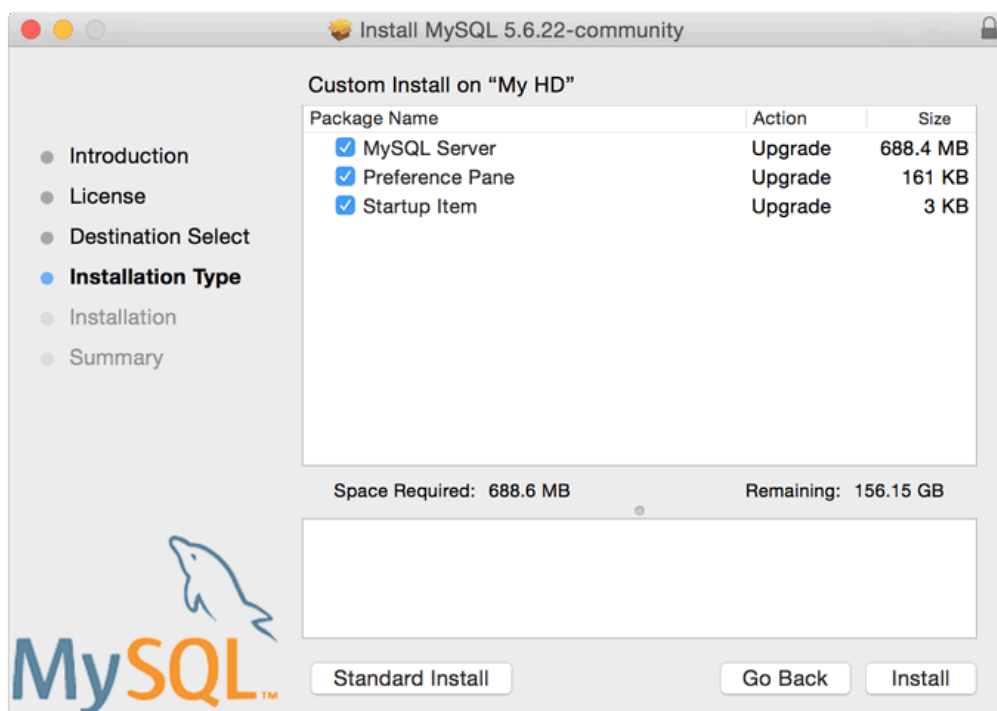 Install MySQL 5.6.22-community
Introduction
License
Destination Select
Installation Type
Installation
Summary
Custom Install on “My HD”
Package Name Action Size
MySQL Server Upgrade 688.4 MB
Preference Pane Upgrade 161 KB
Startup Item Upgrade 3 KB
Space Required: 688.6 MB Remaining: 156.15 GB
MySQL™
Standard Install Go Back Install